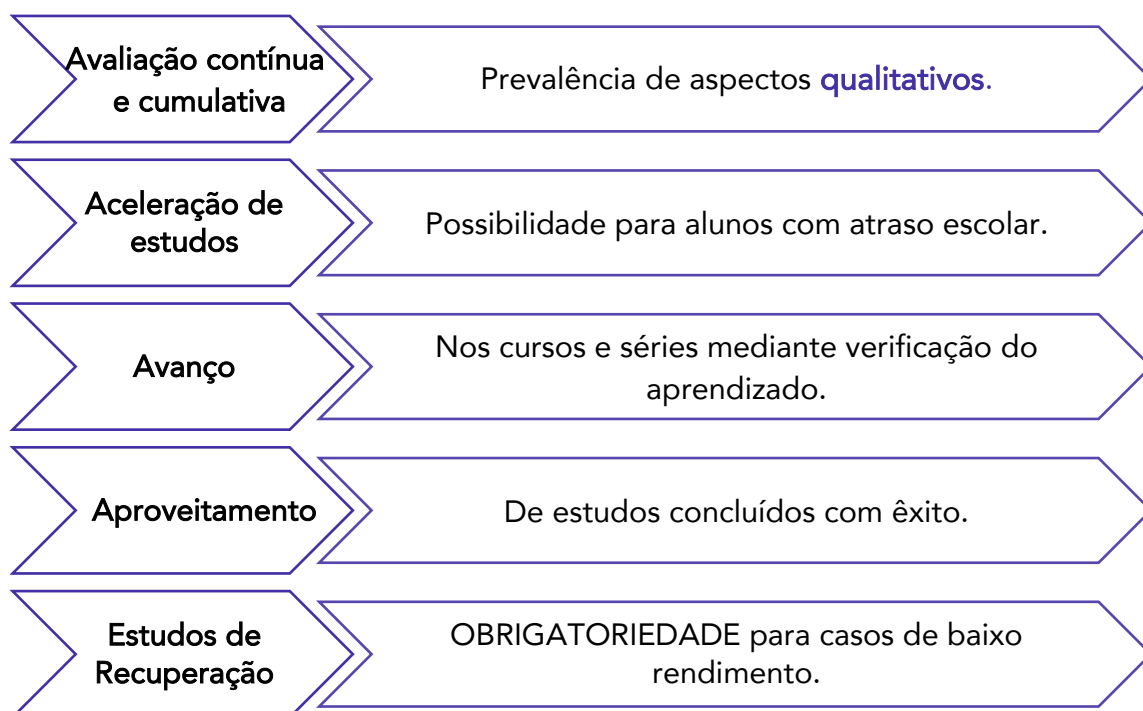 Avaliação contínua
e cumulativa
Prevalência de aspectos qualitativos.
Aceleração de
estudos
Possibilidade para alunos com atraso escolar.
Avanço
Nos cursos e séries mediante verificação do
aprendizado.
Aproveitamento
De estudos concluídos com êxito.
Estudos de
Recuperação
OBRIGATORIEDADE para casos de baixo
rendimento.